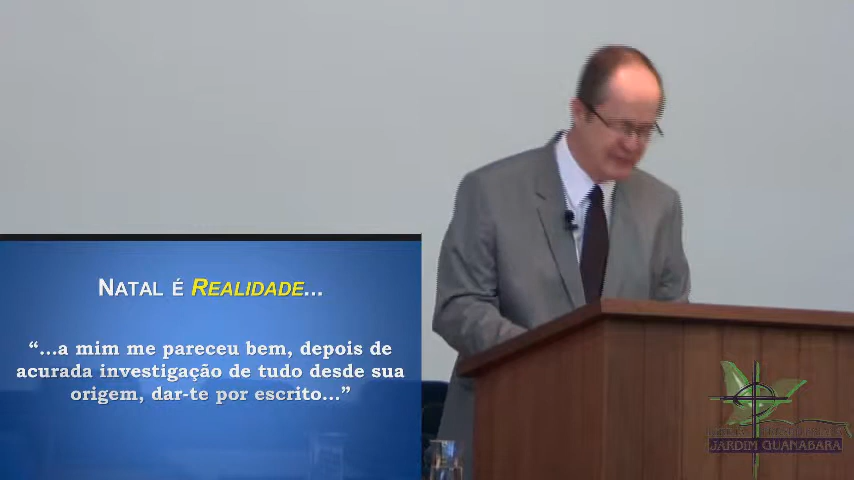 NATAL É REALIDADE...
“...a mim me pareceu bem, depois de
acurada investigação de tudo desde sua
origem, dar-te por escrito...”
JARDIM GUANABARA